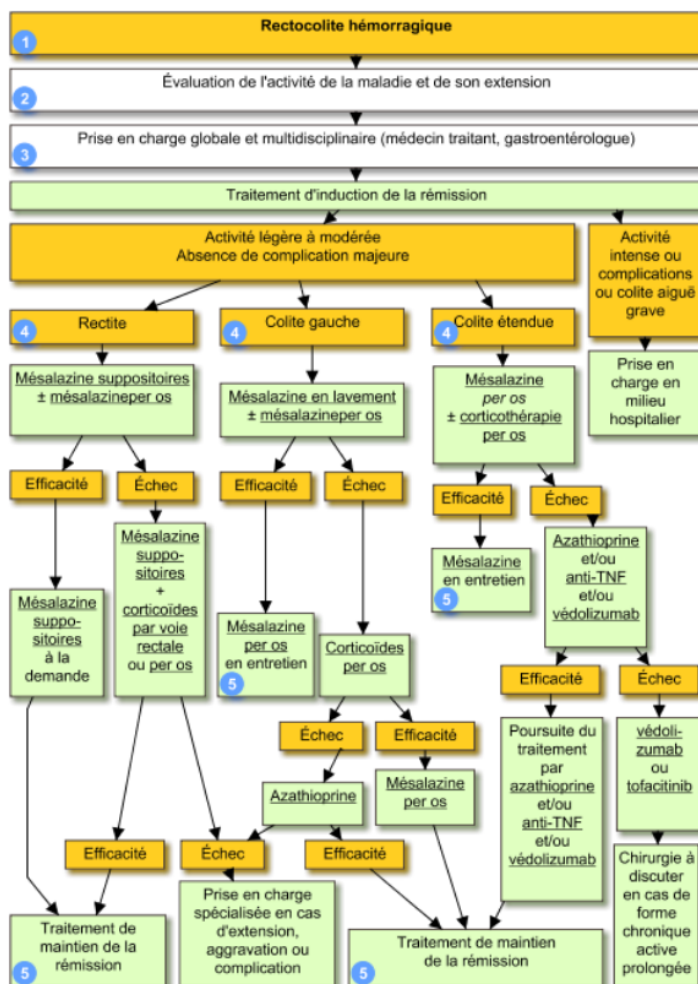 Rectocolite hémorragique
1
Évaluation de l'activité de la maladie et de son extension
2
Prise en charge globale et multidisciplinaire (médecin traitant, gastroentérologue)
3
Traitement d'induction de la rémission
Activité légère à modérée
Absence de complication majeure
Activité
intense ou
complications
ou colite aiguë
grave
4
Rectite
4
Colite gauche
4
Colite étendue
Prise en
charge en
milieu
hospitalier
Mésalazine suppositoires
± mésalazineper os
Mésalazine en lavement
± mésalazineper os
Mésalazine
per os
± corticothérapie
per os
Efficacité
Échec
Efficacité
Échec
Efficacité
Échec
Mésalazine
suppo-
sitoires
à la
demande
Mésalazine
suppo-
sitoires
+
corticoïdes
par voie
rectale
ou per os
Mésalazine
per os
en entretien
5
Corticoïdes
per os
Mésalazine
en entretien
5
Azathioprine
et/ou
anti-TNF
et/ou
védolizumab
Efficacité
Échec
Échec
Efficacité
Poursuite du
traitement
par
azathioprine
et/ou
anti-TNF
et/ou
védolizumab
védoli-
zumab
ou
tofacitinib
Azathioprine
Mésalazine
per os
Efficacité
Échec
Efficacité
Chirurgie à
discuter
en cas de
forme
chronique
active
prolongée
Traitement de
maintien de la
rémission
5
Prise en charge
spécialisée en cas
d'extension,
aggravation ou
complication
Traitement de maintien
de la rémission
5